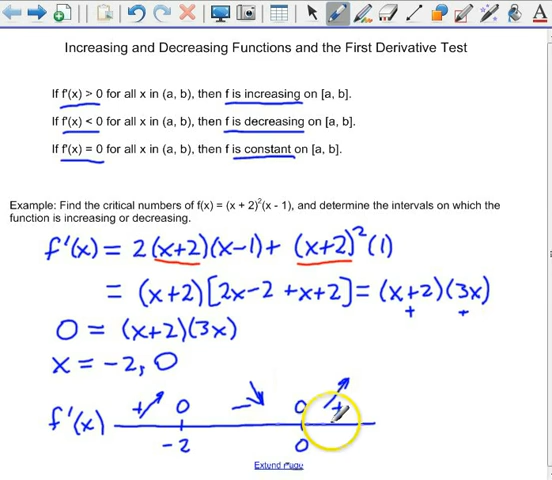 Increasing and Decreasing Functions and the First Derivative Test
If f'(x) > 0 for all x in (a, b), then f is increasing on [a, b].
If f'(x) < 0 for all x in (a, b), then f is decreasing on [a, b].
If f'(x) = 0 for all x in (a, b), then f is constant on [a, b].
Example: Find the critical numbers of f(x) = (x + 2)²(x - 1), and determine the intervals on which the
function is increasing or decreasing.
f'(x) = 2(x+2)(x-1) + (x+2)²(1)
= (x+2)[2x-2+x+2] = (x+2)(3x)
+ +
0 = (x+2)(3x)
x = -2, 0
+ 0 - 0 +
f'(x)
-2 0
Extend Page